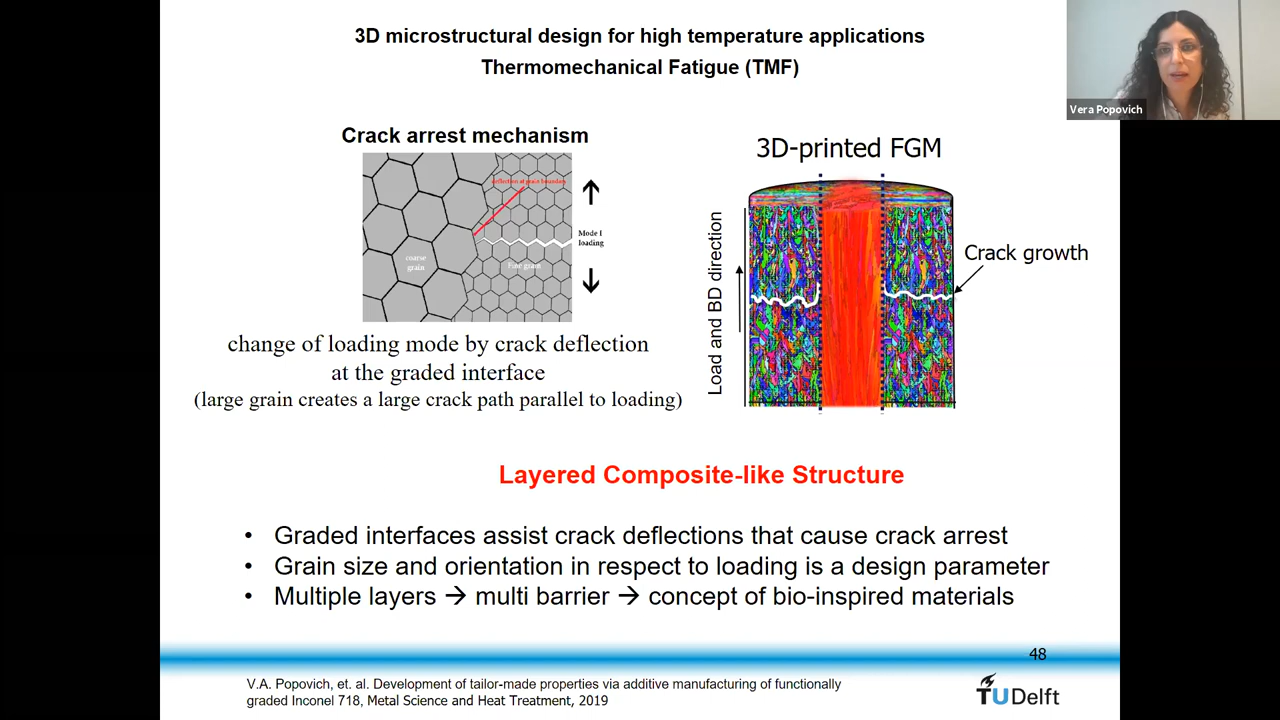 3D microstructural design for high temperature applications
Thermomechanical Fatigue (TMF)
Vera Popovich
Crack arrest mechanism
deflection at grain boundary
Mode I
loading
coarse
grain
Fine grain
change of loading mode by crack deflection
at the graded interface
(large grain creates a large crack path parallel to loading)
3D-printed FGM
Load and BD direction
Crack growth
Layered Composite-like Structure
• Graded interfaces assist crack deflections that cause crack arrest
• Grain size and orientation in respect to loading is a design parameter
• Multiple layers → multi barrier → concept of bio-inspired materials
48
V.A. Popovich, et. al. Development of tailor-made properties via additive manufacturing of functionally
graded Inconel 718, Metal Science and Heat Treatment, 2019
TU Delft